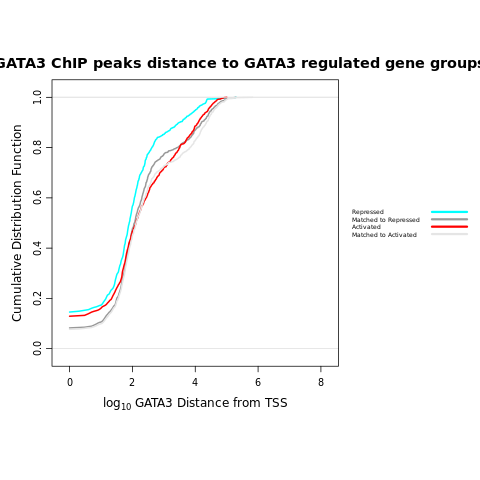 GATA3 ChIP peaks distance to GATA3 regulated gene groups
Cumulative Distribution Function
1.0
0.8
0.6
0.4
0.2
0.0
0 2 4 6 8
log10 GATA3 Distance from TSS
Repressed
Matched to Repressed
Activated
Matched to Activated